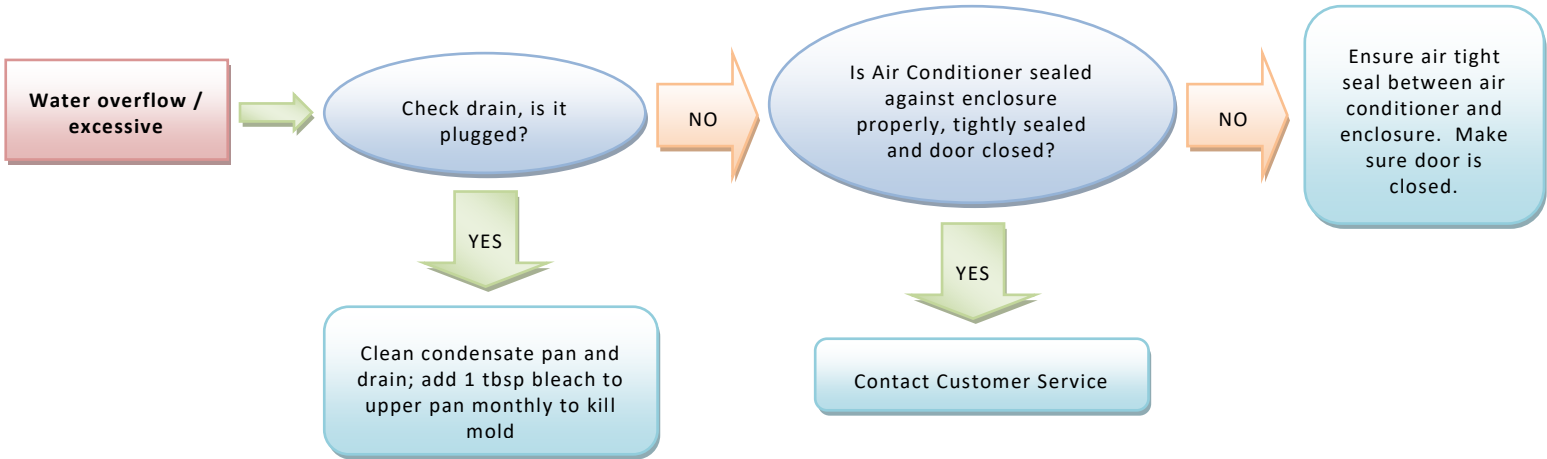 Water overflow /
excessive
Check drain, is it
plugged?
NO
Is Air Conditioner sealed
against enclosure
properly, tightly sealed
and door closed?
NO
Ensure air tight
seal between air
conditioner and
enclosure.  Make
sure door is
closed.
YES
Clean condensate pan and
drain; add 1 tbsp bleach to
upper pan monthly to kill
mold
YES
Contact Customer Service